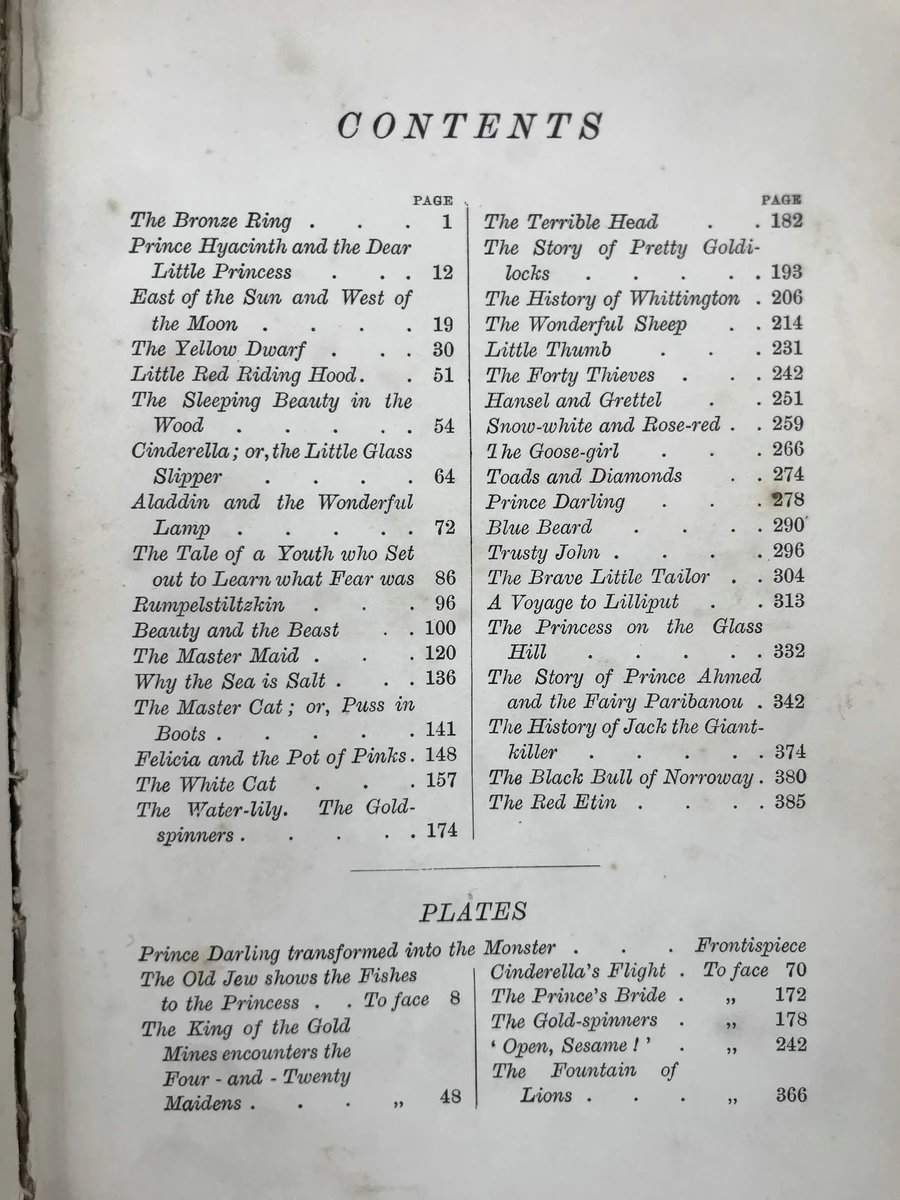 CONTENTS
PAGE
The Bronze Ring . . . 1
Prince Hyacinth and the Dear
Little Princess . . . 12
East of the Sun and West of
the Moon . . . . 19
The Yellow Dwarf . . . 30
Little Red Riding Hood . . 51
The Sleeping Beauty in the
Wood . . . . . 54
Cinderella ; or, the Little Glass
Slipper . . . . 64
Aladdin and the Wonderful
Lamp . . . . . 72
The Tale of a Youth who Set
out to Learn what Fear was 86
Rumpelstiltzkin . . . 96
Beauty and the Beast . . 100
The Master Maid . . . 120
Why the Sea is Salt . . . 136
The Master Cat ; or, Puss in
Boots . . . . . 141
Felicia and the Pot of Pinks . 148
The White Cat . . . 157
The Water-lily. The Gold-
spinners . . . . . 174
PAGE
The Terrible Head . . 182
The Story of Pretty Goldi-
locks . . . . . 193
The History of Whittington . 206
The Wonderful Sheep . . 214
Little Thumb . . . 231
The Forty Thieves . . . 242
Hansel and Grettel . . 251
Snow-white and Rose-red . . 259
The Goose-girl . . . 266
Toads and Diamonds . . 274
Prince Darling . . . 278
Blue Beard . . . . 290
Trusty John . . . . 296
The Brave Little Tailor . . 304
A Voyage to Lilliput . . 313
The Princess on the Glass
Hill . . . . . 332
The Story of Prince Ahmed
and the Fairy Paribanou . 342
The History of Jack the Giant-
killer . . . . 374
The Black Bull of Norroway . 380
The Red Etin . . . . 385
PLATES
Prince Darling transformed into the Monster . . . Frontispiece
The Old Jew shows the Fishes
to the Princess . . To face 8
The King of the Gold
Mines encounters the
Four - and - Twenty
Maidens . . . „ 48
Cinderella's Flight . To face 70
The Prince's Bride . „ 172
The Gold-spinners . „ 178
‘ Open, Sesame ! ’ . „ 242
The Fountain of
Lions . . . „ 366